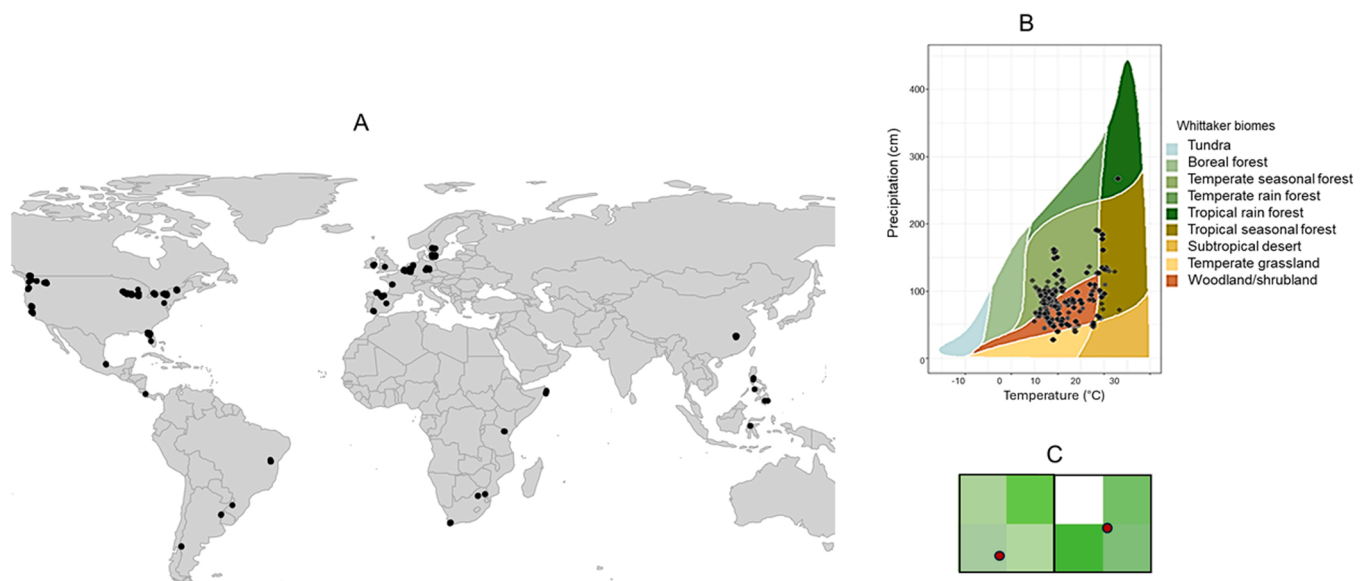 A
B
400
300
200
100
0
Precipitation (cm)
-10
0
10
20
30
Temperature (°C)
Whittaker biomes
Tundra
Boreal forest
Temperate seasonal forest
Temperate rain forest
Tropical rain forest
Tropical seasonal forest
Subtropical desert
Temperate grassland
Woodland/shrubland
C